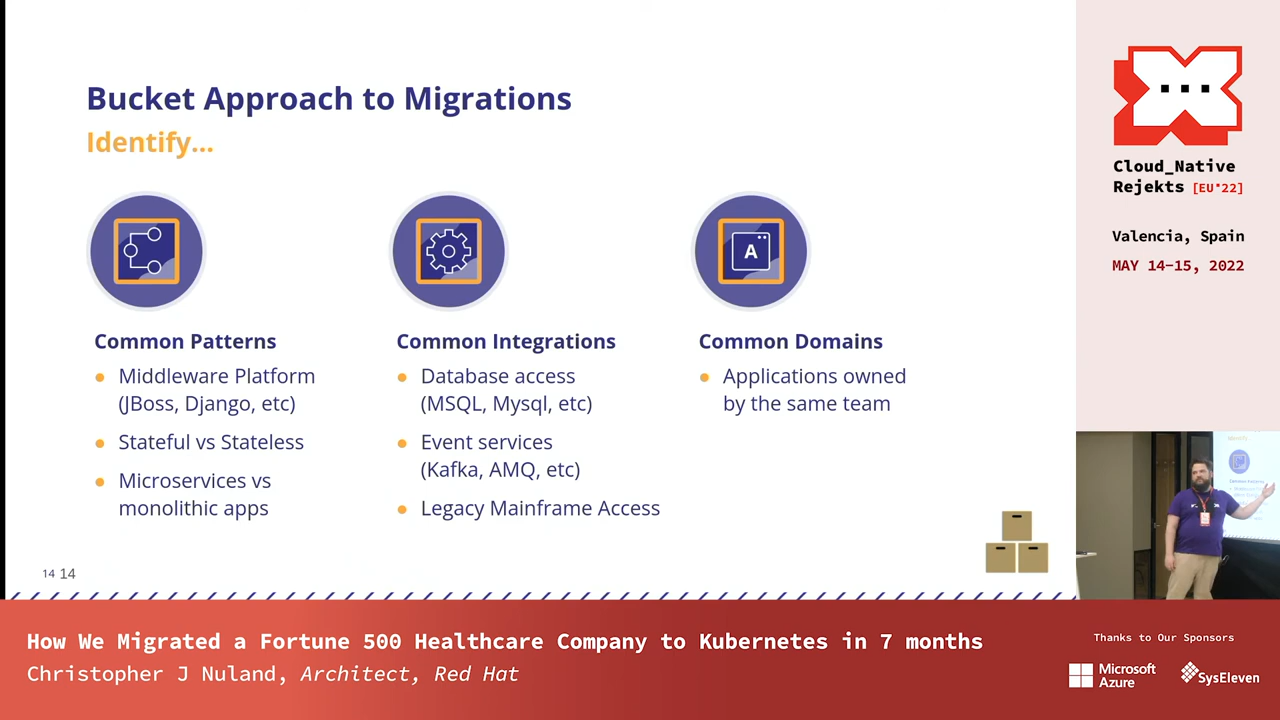 Bucket Approach to Migrations
Identify...
Common Patterns
• Middleware Platform
(JBoss, Django, etc)
• Stateful vs Stateless
• Microservices vs
monolithic apps
Common Integrations
• Database access
(MSQL, Mysql, etc)
• Event services
(Kafka, AMQ, etc)
• Legacy Mainframe Access
A
Common Domains
• Applications owned
by the same team
14 14
Cloud_Native
Rejekts [EU*22]
Valencia, Spain
MAY 14-15, 2022
How We Migrated a Fortune 500 Healthcare Company to Kubernetes in 7 months
Christopher J Nuland, Architect, Red Hat
Thanks to Our Sponsors
Microsoft
Azure
SysEleven